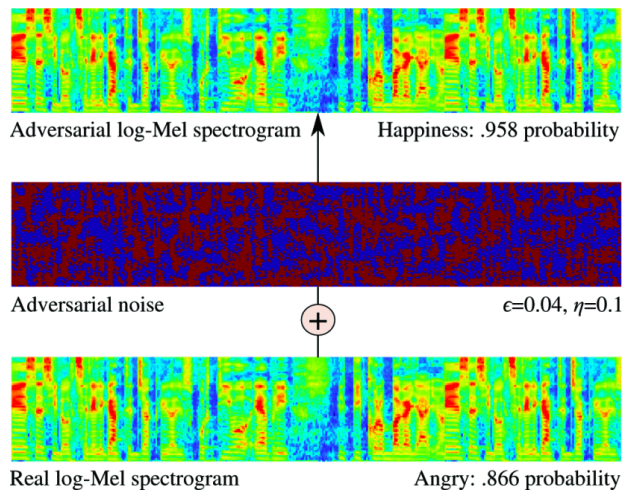 Adversarial log-Mel spectrogram Happiness: .958 probability
Adversarial noise ϵ=0.04, η=0.1
+
Real log-Mel spectrogram Angry: .866 probability